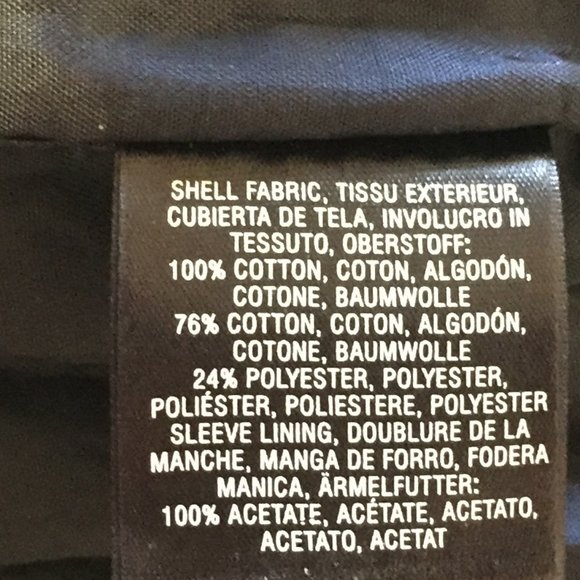 SHELL FABRIC, TISSU EXTERIEUR,
CUBIERTA DE TELA, INVOLUCRO IN
TESSUTO, OBERSTOFF:
100% COTTON, COTON, ALGODÓN,
COTONE, BAUMWOLLE
76% COTTON, COTON, ALGODÓN,
COTONE, BAUMWOLLE
24% POLYESTER, POLYESTER,
POLIÉSTER, POLIESTERE, POLYESTER
SLEEVE LINING, DOUBLURE DE LA
MANCHE, MANGA DE FORRO, FODERA
MANICA, ÄRMELFUTTER:
100% ACETATE, ACÉTATE, ACETATO,
ACETATO, ACETAT